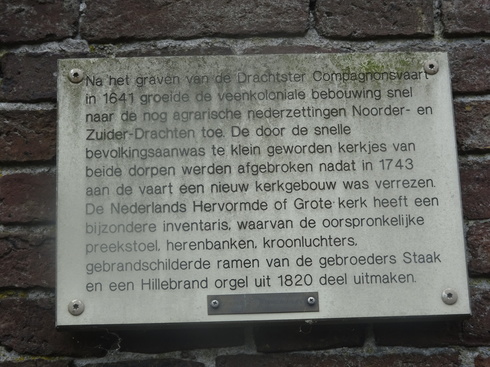 Na het graven van de Drachtster Compagnonsvaart
in 1641 groeide de veenkoloniale bebouwing snel
naar de nog agrarische nederzettingen Noorder- en
Zuider-Drachten toe. De door de snelle
bevolkingsaanwas te klein geworden kerkjes van
beide dorpen werden afgebroken nadat in 1743
aan de vaart een nieuw kerkgebouw was verrezen.
De Nederlands Hervormde of Grote kerk heeft een
bijzondere inventaris, waarvan de oorspronkelijke
preekstoel, herenbanken, kroonluchters,
gebrandschilderde ramen van de gebroeders Staak
en een Hillebrand orgel uit 1820 deel uitmaken.